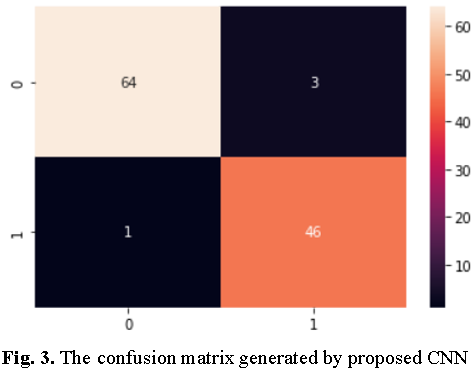 0 64 3 60
50
40
30
1 1 46 20
10
0 1
Fig. 3. The confusion matrix generated by proposed CNN